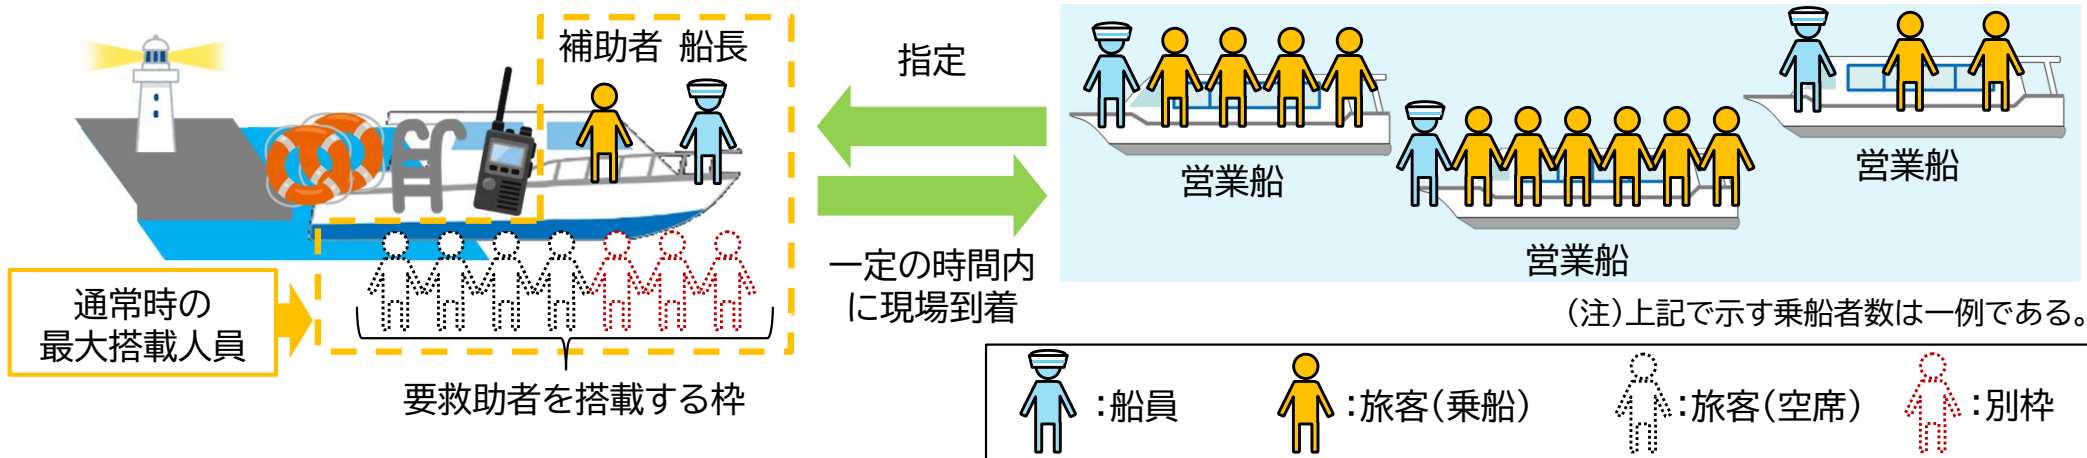 補助者 船長
指定
一定の時間内
に現場到着
通常時の
最大搭載人員
要救助者を搭載する枠
営業船
営業船
営業船
(注)上記で示す乗船者数は一例である。
:船員
:旅客(乗船)
:旅客(空席)
:別枠